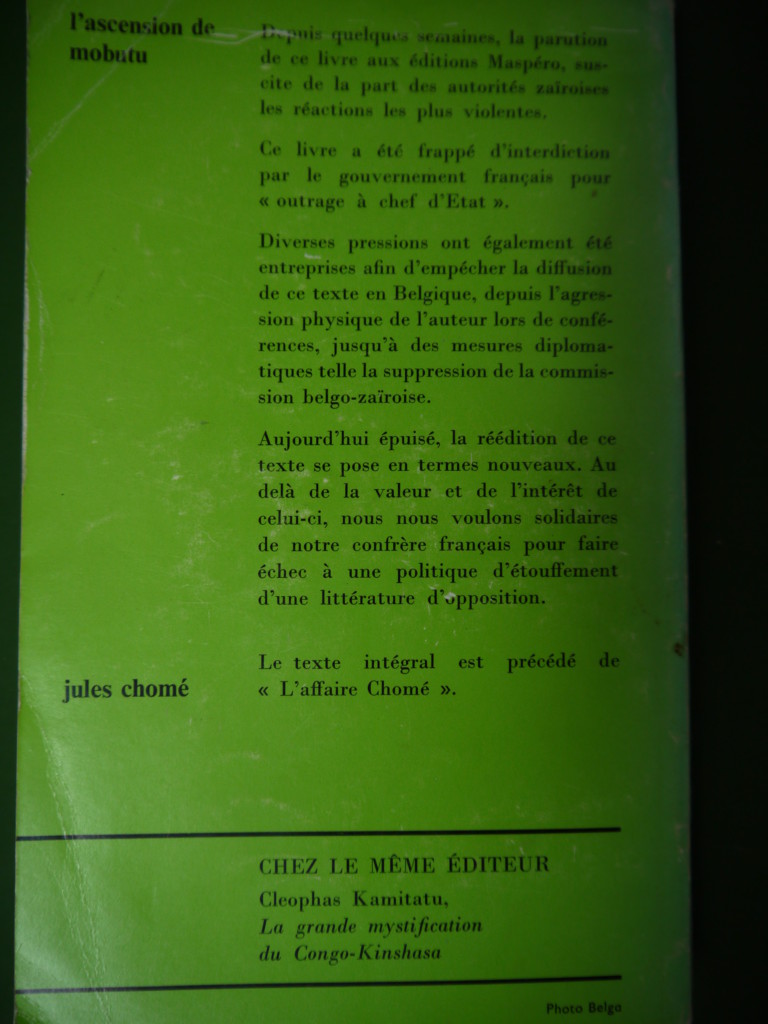 l'ascension de
mobutu
Depuis quelques semaines, la parution
de ce livre aux éditions Maspéro, sus-
cite de la part des autorités zaïroises
les réactions les plus violentes.
Ce livre a été frappé d'interdiction
par le gouvernement français pour
« outrage à chef d'Etat ».
Diverses pressions ont également été
entreprises afin d'empécher la diffusion
de ce texte en Belgique, depuis l'agres-
sion physique de l'auteur lors de confé-
rences, jusqu'à des mesures diploma-
tiques telle la suppression de la commis-
sion belgo-zaïroise.
Aujourd'hui épuisé, la réédition de ce
texte se pose en termes nouveaux. Au
delà de la valeur et de l'intérêt de
celui-ci, nous nous voulons solidaires
de notre confrère français pour faire
échec à une politique d'étouffement
d'une littérature d'opposition.
Le texte intégral est précédé de
« L'affaire Chomé ».
jules chomé
CHEZ LE MÊME ÉDITEUR
Cleophas Kamitatu,
La grande mystification
du Congo-Kinshasa
Photo Belga